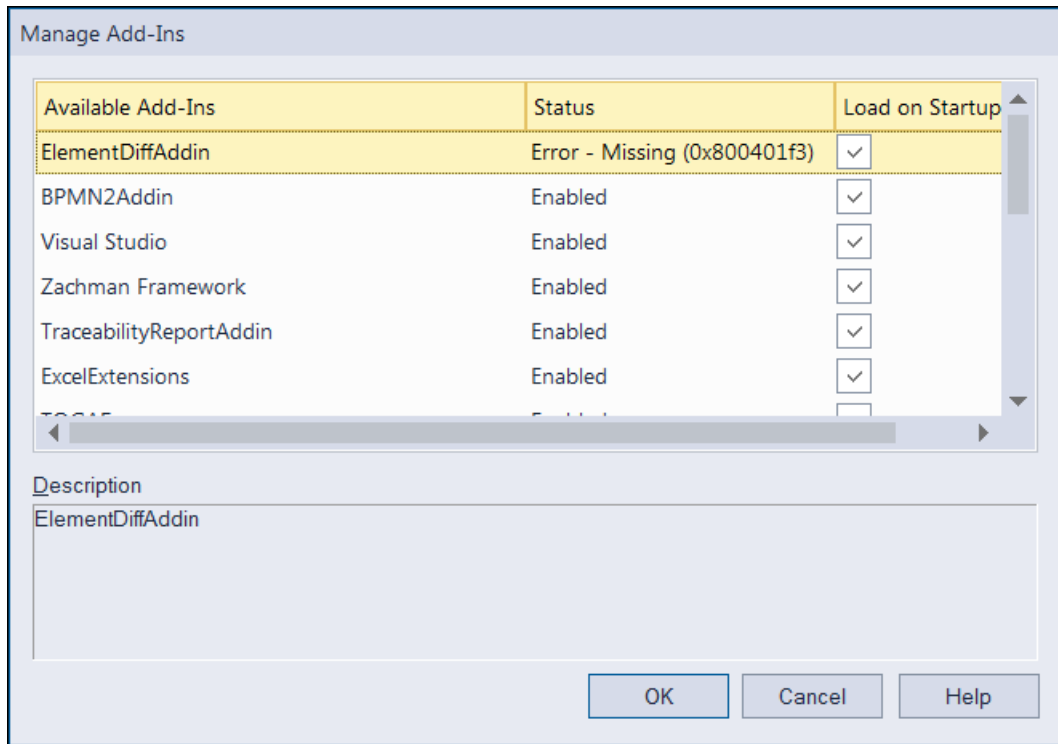 Manage Add-Ins
Available Add-Ins Status Load on Startup
ElementDiffAddin Error - Missing (0x800401f3)
BPMN2Addin Enabled
Visual Studio Enabled
Zachman Framework Enabled
TraceabilityReportAddin Enabled
ExcelExtensions Enabled
Description
ElementDiffAddin
OK Cancel Help